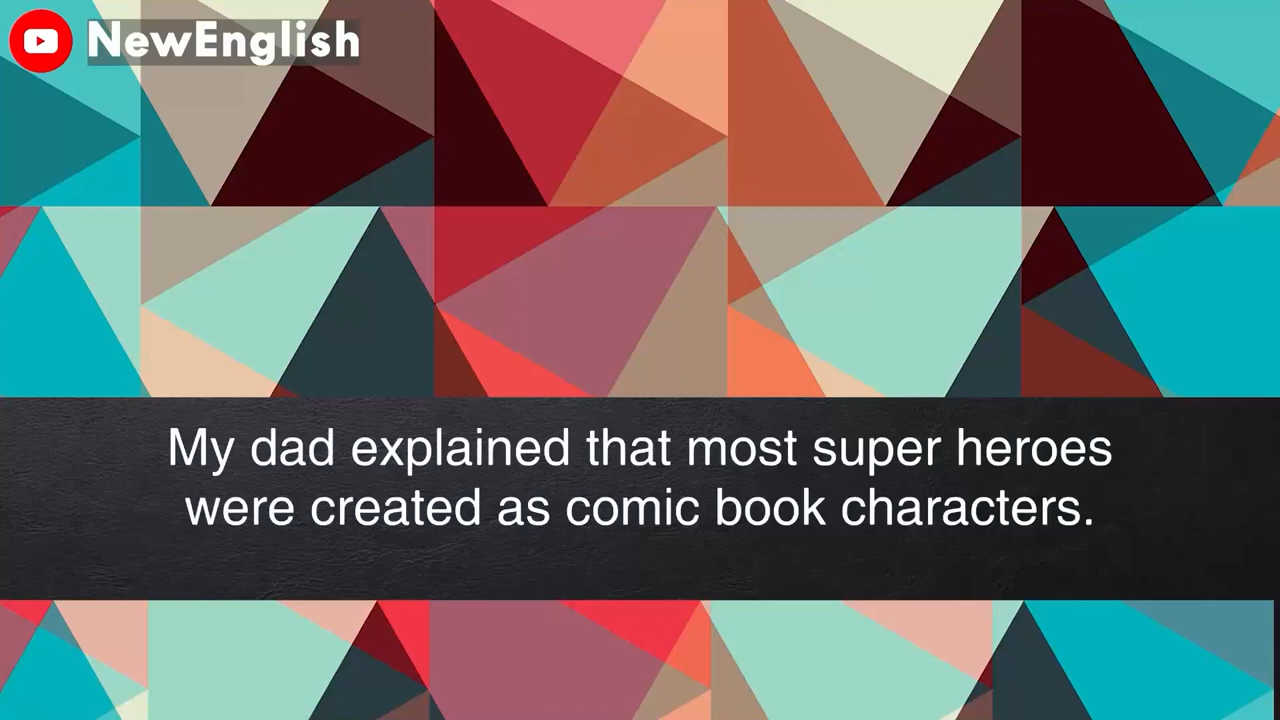 NewEnglish
My dad explained that most super heroes
were created as comic book characters.